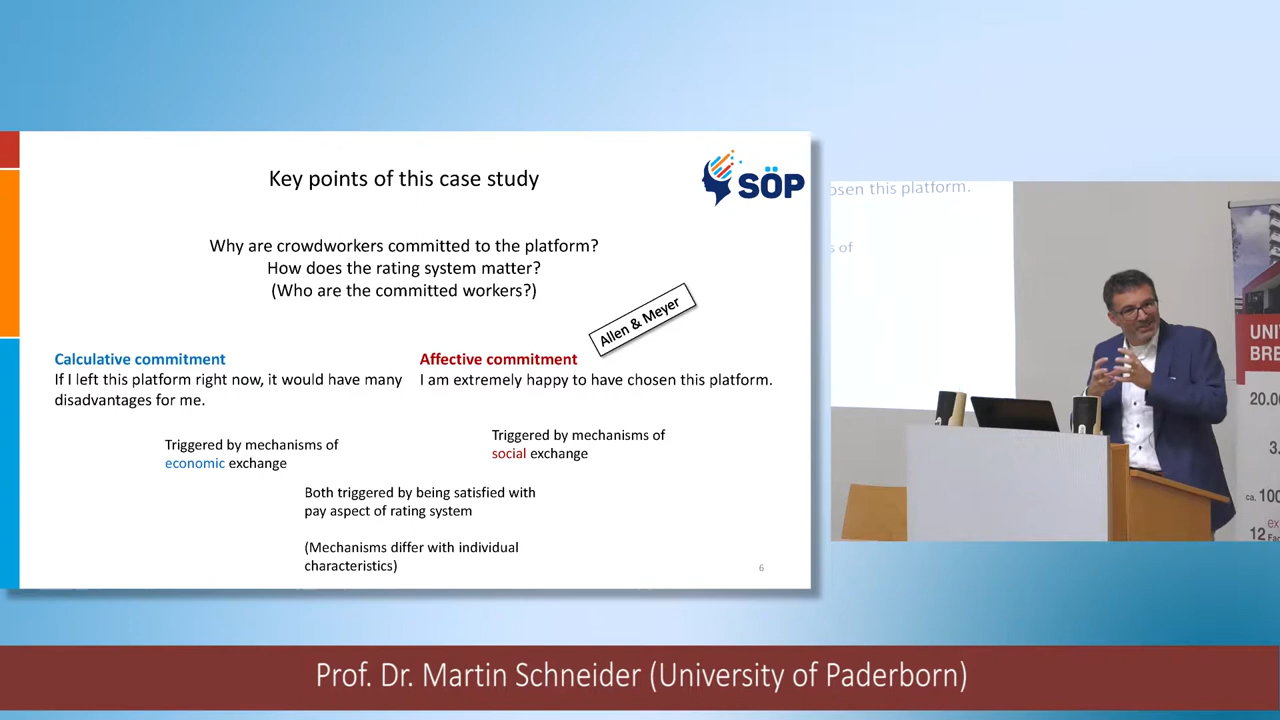 Key points of this case study
SÖP
Why are crowdworkers committed to the platform?
How does the rating system matter?
(Who are the committed workers?)
Allen & Meyer
Calculative commitment
If I left this platform right now, it would have many
disadvantages for me.
Affective commitment
I am extremely happy to have chosen this platform.
Triggered by mechanisms of
economic exchange
Triggered by mechanisms of
social exchange
Both triggered by being satisfied with
pay aspect of rating system
(Mechanisms differ with individual
characteristics)
6
osen this platform.
s of
UNI
BRE
20.00
3.
ca. 100
ex
12 Fac
Prof. Dr. Martin Schneider (University of Paderborn)